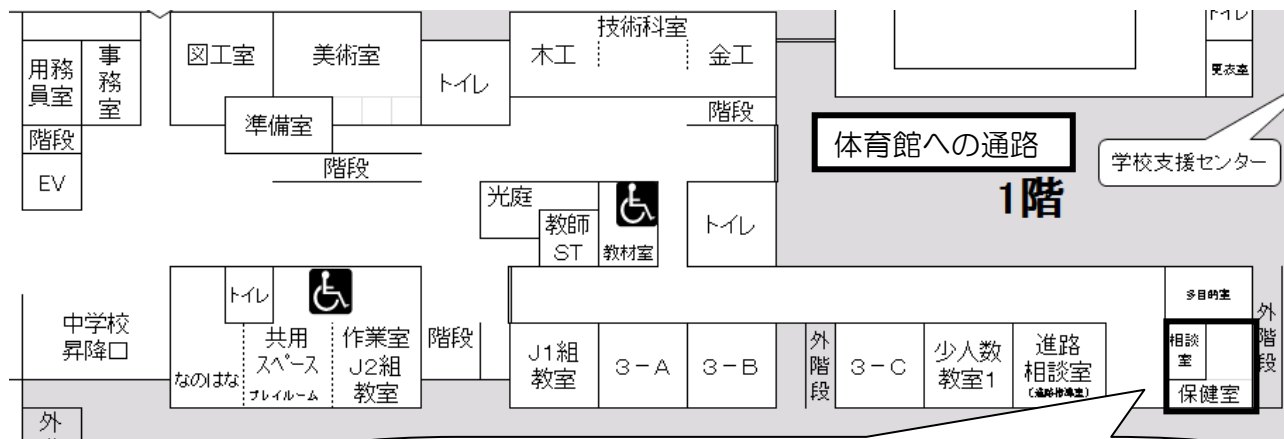 技術科室
木工
金工
トイレ
図工室
美術室
トイレ
用務
員室
事
務
室
更衣室
準備室
階段
階段
体育館への通路
階段
学校支援センター
EV
1階
光庭
教師
ST
教材室
トイレ
トイレ
多目的室
中学校
昇降口
なのはな
共用
スペース
プレイルーム
作業室
J2組
教室
階段
J1組
教室
3-A
3-B
外
階
段
3-C
少人数
教室1
進路
相談室
(進路指導室)
相談
室
保健室
外
階
段
外